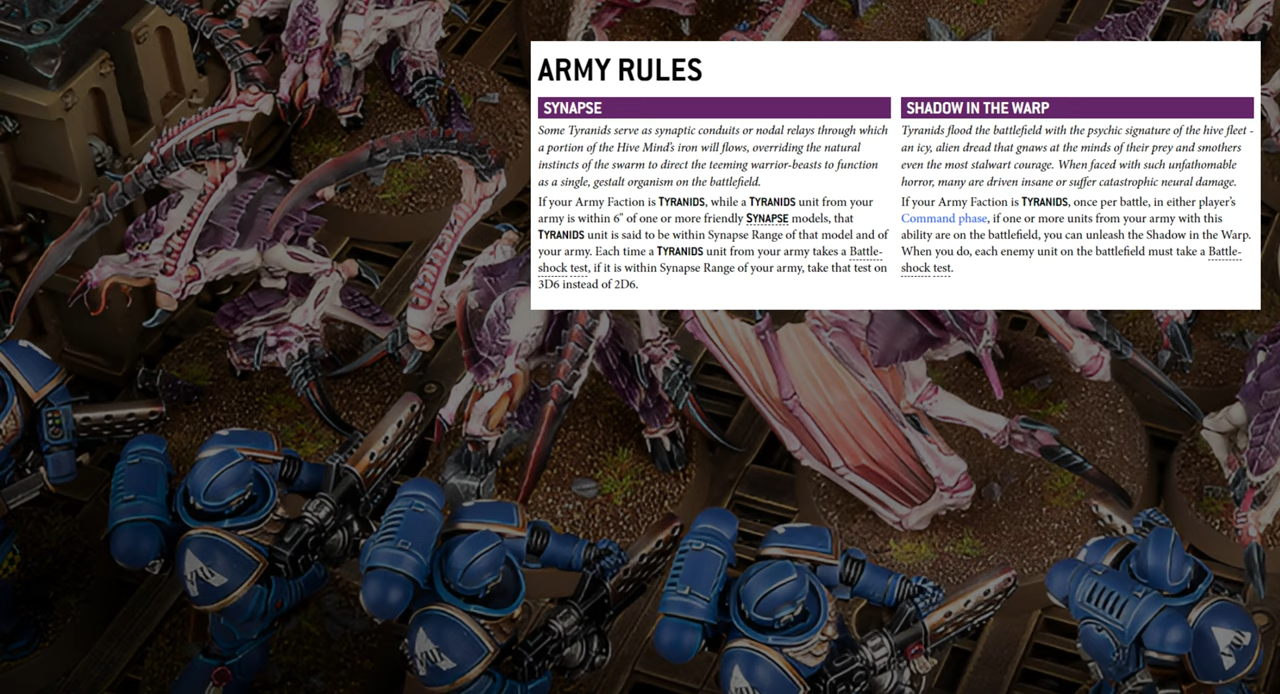 ARMY RULES
SYNAPSE
Some Tyranids serve as synaptic conduits or nodal relays through which
a portion of the Hive Mind's iron will flows, overriding the natural
instincts of the swarm to direct the teeming warrior-beasts to function
as a single, gestalt organism on the battlefield.
If your Army Faction is TYRANIDS, while a TYRANIDS unit from your
army is within 6" of one or more friendly SYNAPSE models, that
TYRANIDS unit is said to be within Synapse Range of that model and of
your army. Each time a TYRANIDS unit from your army takes a Battle-
shock test, if it is within Synapse Range of your army, take that test on
3D6 instead of 2D6.
SHADOW IN THE WARP
Tyranids flood the battlefield with the psychic signature of the hive fleet -
an icy, alien dread that gnaws at the minds of their prey and smothers
even the most stalwart courage. When faced with such unfathomable
horror, many are driven insane or suffer catastrophic neural damage.
If your Army Faction is TYRANIDS, once per battle, in either player's
Command phase, if one or more units from your army with this
ability are on the battlefield, you can unleash the Shadow in the Warp.
When you do, each enemy unit on the battlefield must take a Battle-
shock test.